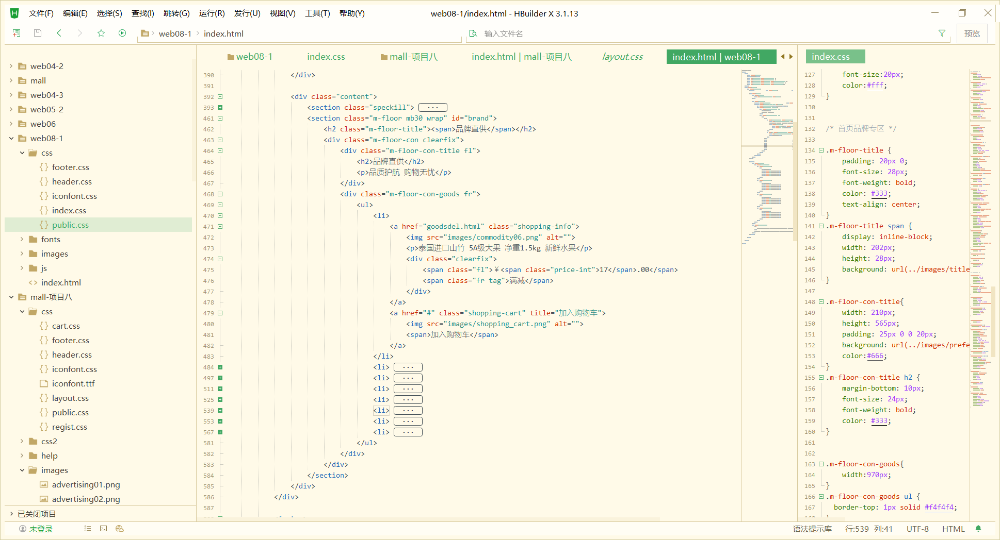 文件(F) 编辑(E) 选择(S) 查找(I) 跳转(G) 运行(R) 发行(U) 视图(V) 工具(T) 帮助(Y)
web08-1/index.html - HBuilder X 3.1.13
web08-1 index.html
输入文件名
预览
web04-2
mall
web04-3
web05-2
web06
web08-1
css
footer.css
header.css
iconfont.css
index.css
public.css
fonts
images
js
index.html
mall-项目八
css
cart.css
footer.css
header.css
iconfont.css
iconfont.ttf
layout.css
public.css
regist.css
css2
help
images
advertising01.png
advertising02.png
已关闭项目
未登录
web08-1 index.css mall-项目八 index.html | mall-项目八 layout.css index.html | web08-1
390 </div>
391
392 <div class="content">
393 <section class="speckill"> ...
461 <section class="m-floor mb30 wrap" id="brand">
462 <h2 class="m-floor-title"><span>品牌直供</span></h2>
463 <div class="m-floor-con clearfix">
464 <div class="m-floor-con-title fl">
465 <h2>品牌直供</h2>
466 <p>品质护航 购物无忧</p>
467 </div>
468 <div class="m-floor-con-goods fr">
469 <ul>
470 <li>
471 <a href="goodsdel.html" class="shopping-info">
472 <img src="images/commodity06.png" alt="">
473 <p>泰国进口山竹 5A级大果 净重1.5kg 新鲜水果</p>
474 <div class="clearfix">
475 <span class="fl">¥<span class="price-int">17</span>.00</span>
476 <span class="fr tag">满减</span>
477 </div>
478 </a>
479 <a href="#" class="shopping-cart" title="加入购物车">
480 <img src="images/shopping_cart.png" alt="">
481 <span>加入购物车</span>
482 </a>
483 </li>
484 <li> ...
497 <li> ...
511 <li> ...
525 <li> ...
539 <li> ...
553 <li> ...
567 <li> ...
581 </ul>
582 </div>
583 </div>
584 </section>
585 </div>
586 </div>
587
index.css
127 font-size:20px;
128 color:#fff;
129 }
130
131
132 /* 首页品牌专区 */
133
134 .m-floor-title {
135 padding: 20px 0;
136 font-size: 28px;
137 font-weight: bold;
138 color: #333;
139 text-align: center;
140 }
141 .m-floor-title span {
142 display: inline-block;
143 width: 202px;
144 height: 28px;
145 background: url(../images/title
146 }
147
148 .m-floor-con-title{
149 width: 210px;
150 height: 565px;
151 padding: 25px 0 0 20px;
152 background: url(../images/prefe
153 color:#666;
154 }
155 .m-floor-con-title h2 {
156 margin-bottom: 10px;
157 font-size: 24px;
158 font-weight: bold;
159 color: #333;
160 }
161
162
163 .m-floor-con-goods{
164 width:970px;
165 }
166 .m-floor-con-goods ul {
167 border-top: 1px solid #f4f4f4;
语法提示库 行:539 列:41 UTF-8 HTML